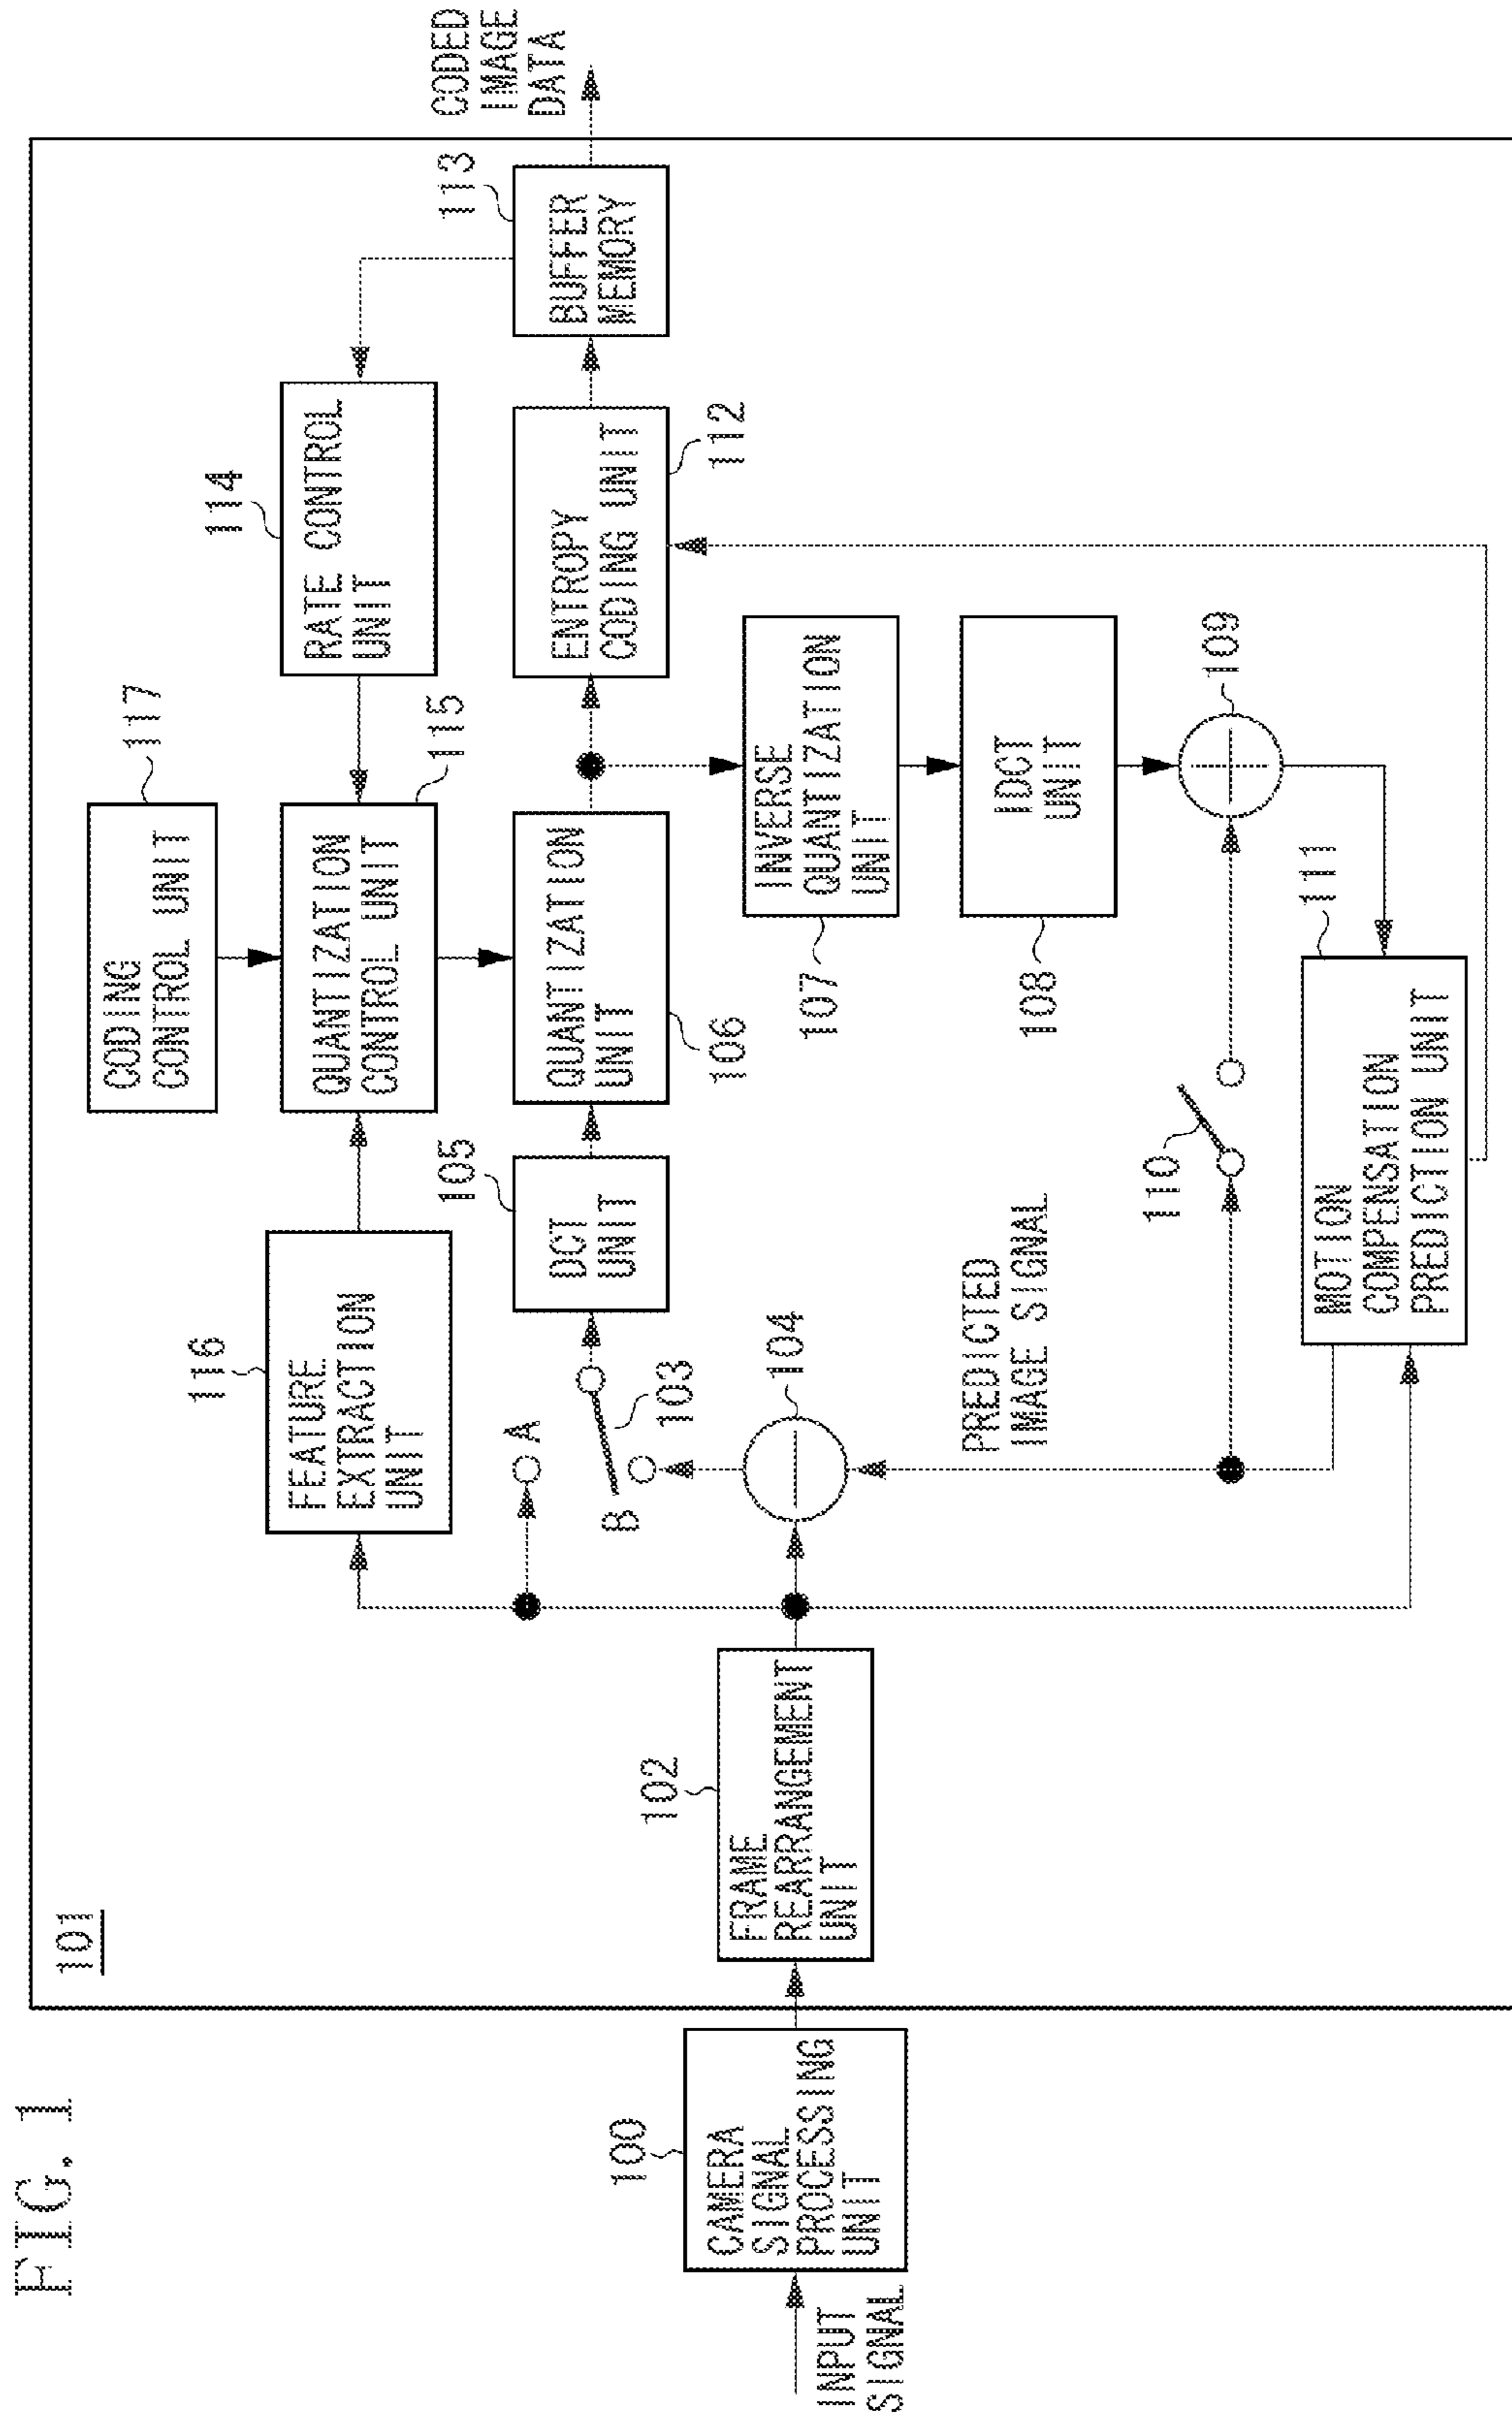 FIG. 1
101
INPUT
SIGNAL
100
CAMERA
SIGNAL
PROCESSING
UNIT
102
FRAME
REARRANGEMENT
UNIT
116
FEATURE
EXTRACTION
UNIT
A
B
103
104
105
DCT
UNIT
117
CODING
CONTROL UNIT
115
QUANTIZATION
CONTROL UNIT
106
QUANTIZATION
UNIT
114
RATE CONTROL
UNIT
112
ENTROPY
CODING UNIT
113
BUFFER
MEMORY
CODED
IMAGE
DATA
107
INVERSE
QUANTIZATION
UNIT
108
IDCT
UNIT
109
110
PREDICTED
IMAGE SIGNAL
111
MOTION
COMPENSATION
PREDICTION UNIT